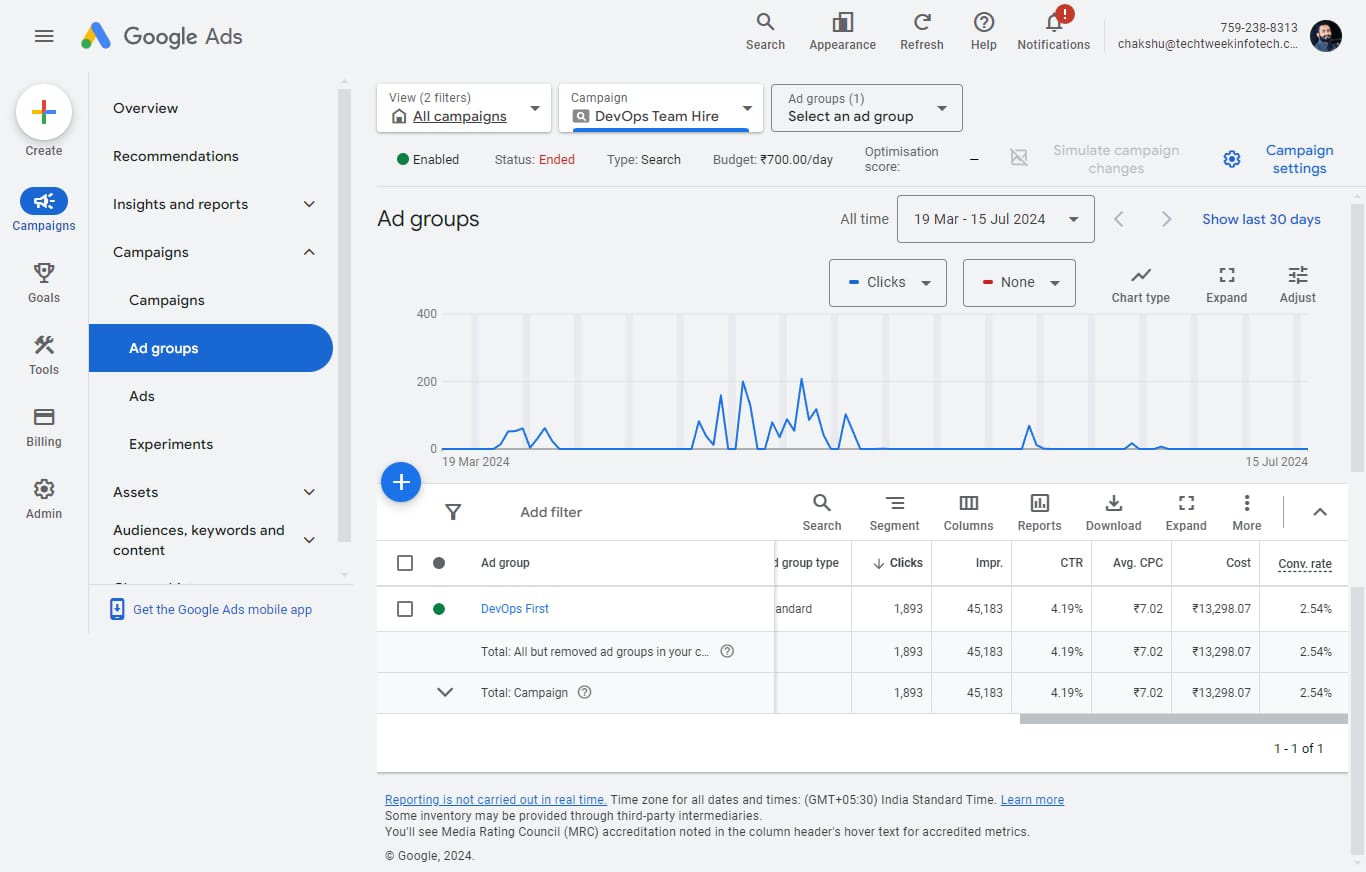 Google Ads
Search
Appearance
Refresh
Help
!
Notifications
759-238-8313
chakshu@techtweekinfotech.c...
Create
Campaigns
Goals
Tools
Billing
Admin
Overview
Recommendations
Insights and reports
Campaigns
Campaigns
Ad groups
Ads
Experiments
Assets
Audiences, keywords and
content
Get the Google Ads mobile app
View (2 filters)
All campaigns
Campaign
DevOps Team Hire
Ad groups (1)
Select an ad group
Enabled
Status: Ended
Type: Search
Budget: ₹700.00/day
Optimisation
score:
–
Simulate campaign
changes
Campaign
settings
Ad groups
All time
19 Mar - 15 Jul 2024
Show last 30 days
Clicks
None
Chart type
Expand
Adjust
400
200
0
19 Mar 2024
15 Jul 2024
Add filter
Search
Segment
Columns
Reports
Download
Expand
More
Ad group d group type Clicks Impr. CTR Avg. CPC Cost Conv. rate
DevOps First andard 1,893 45,183 4.19% ₹7.02 ₹13,298.07 2.54%
Total: All but removed ad groups in your c... 1,893 45,183 4.19% ₹7.02 ₹13,298.07 2.54%
Total: Campaign 1,893 45,183 4.19% ₹7.02 ₹13,298.07 2.54%
1 - 1 of 1
Reporting is not carried out in real time. Time zone for all dates and times: (GMT+05:30) India Standard Time. Learn more
Some inventory may be provided through third-party intermediaries.
You'll see Media Rating Council (MRC) accreditation noted in the column header's hover text for accredited metrics.
© Google, 2024.